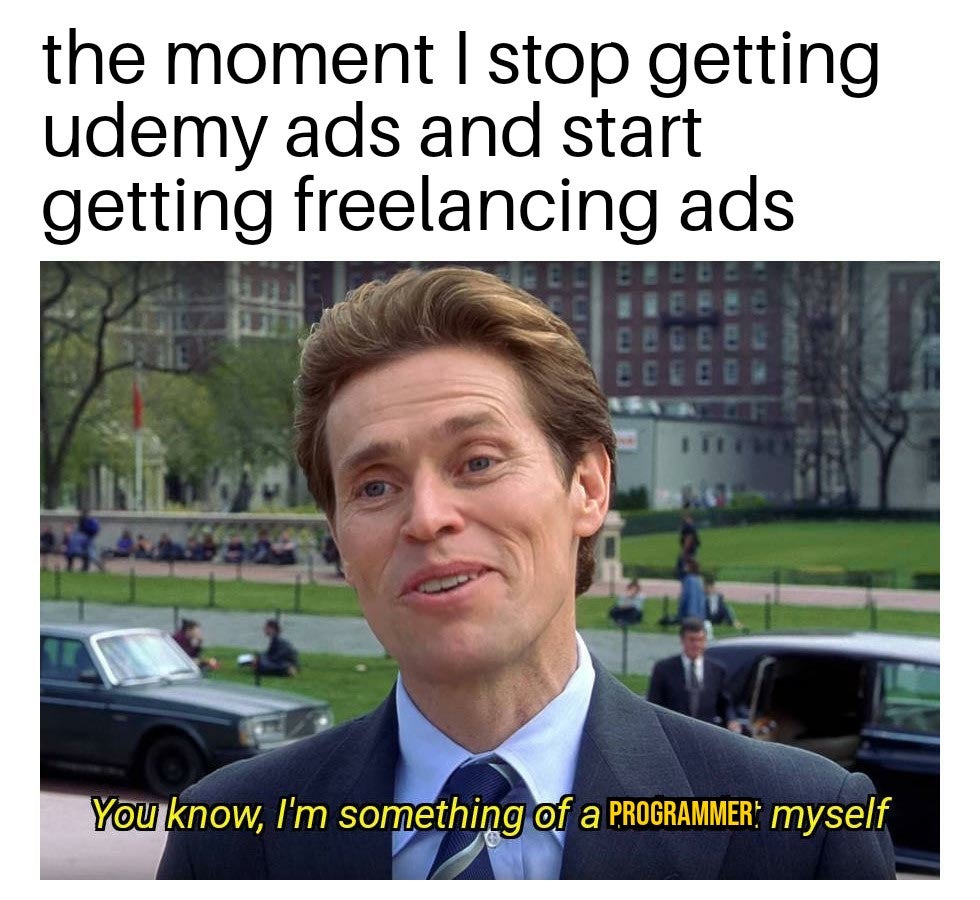 the moment I stop getting
udemy ads and start
getting freelancing ads
You know, I'm something of a PROGRAMMER myself